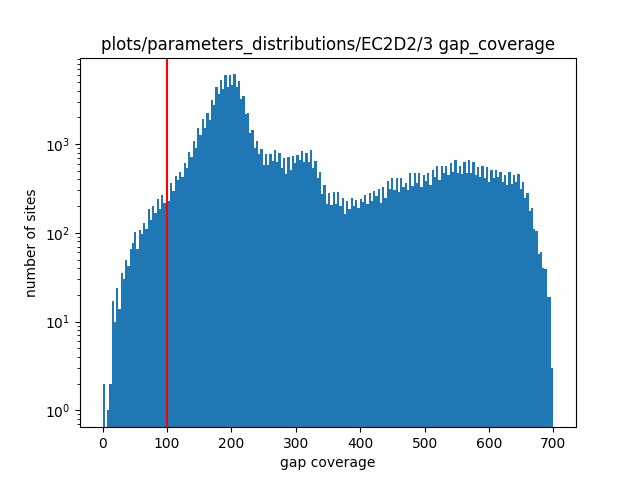 plots/parameters_distributions/EC2D2/3 gap_coverage
number of sites
10³
10²
10¹
10⁰
0 100 200 300 400 500 600 700
gap coverage